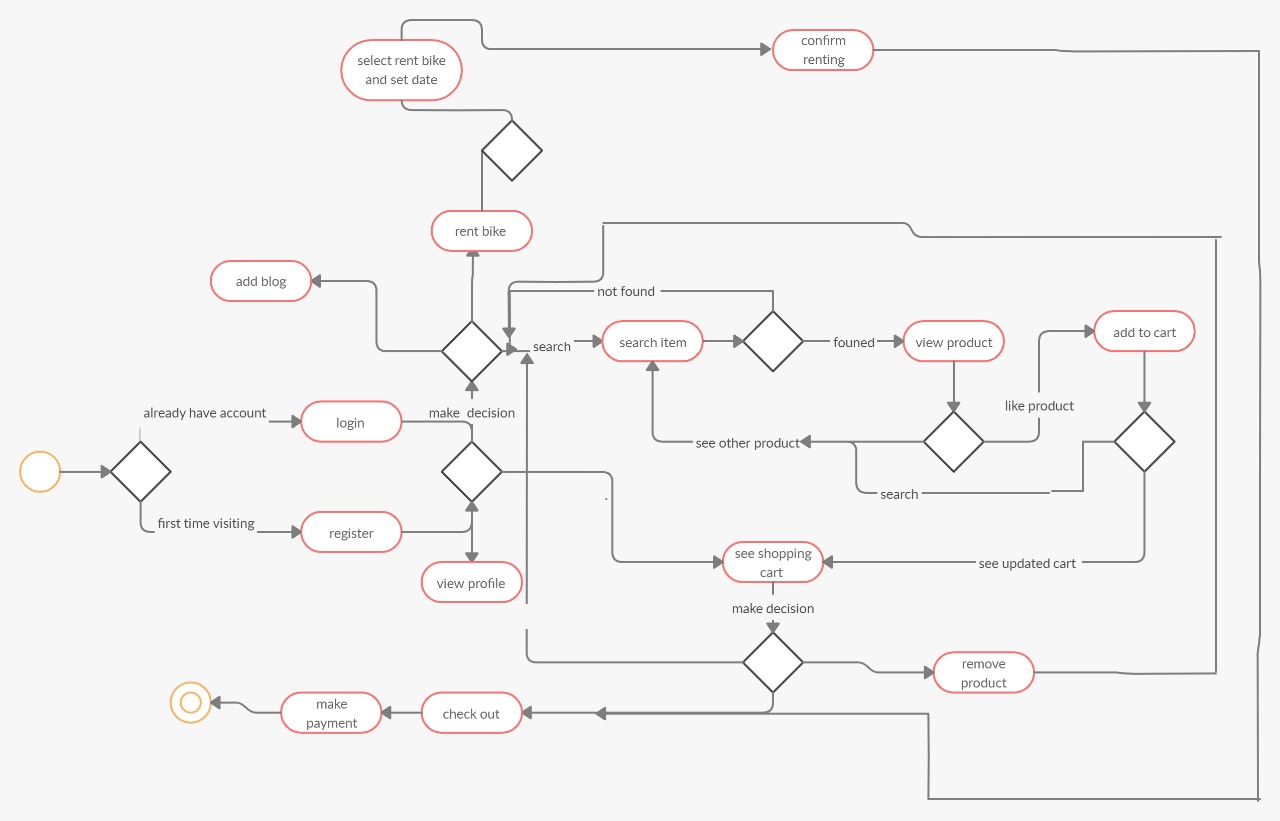 confirm
renting
select rent bike
and set date
rent bike
add blog
not found
search
search item
founed
view product
add to cart
already have account
login
make decision
like product
see other product
search
first time visiting
register
view profile
see shopping
cart
see updated cart
make decision
remove
product
make
payment
check out